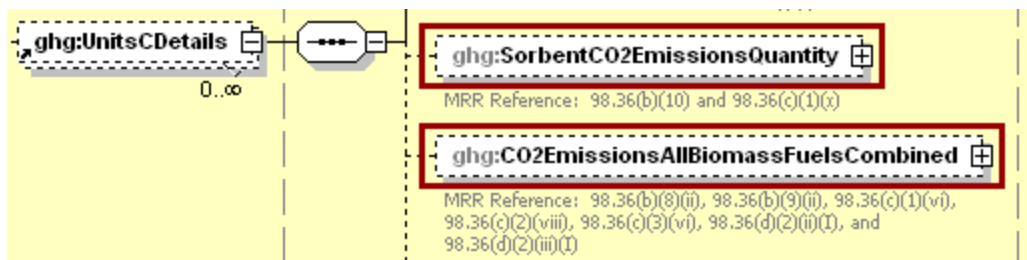 ghg:UnitsCDetails
0..∞
ghg:SorbentCO2EmissionsQuantity
MRR Reference: 98.36(b)(10) and 98.36(c)(1)(x)
ghg:CO2EmissionsAllBiomassFuelsCombined
MRR Reference: 98.36(b)(8)(ii), 98.36(b)(9)(ii), 98.36(c)(1)(vi),
98.36(c)(2)(viii), 98.36(c)(3)(vi), 98.36(d)(2)(ii)(I), and
98.36(d)(2)(iii)(I)